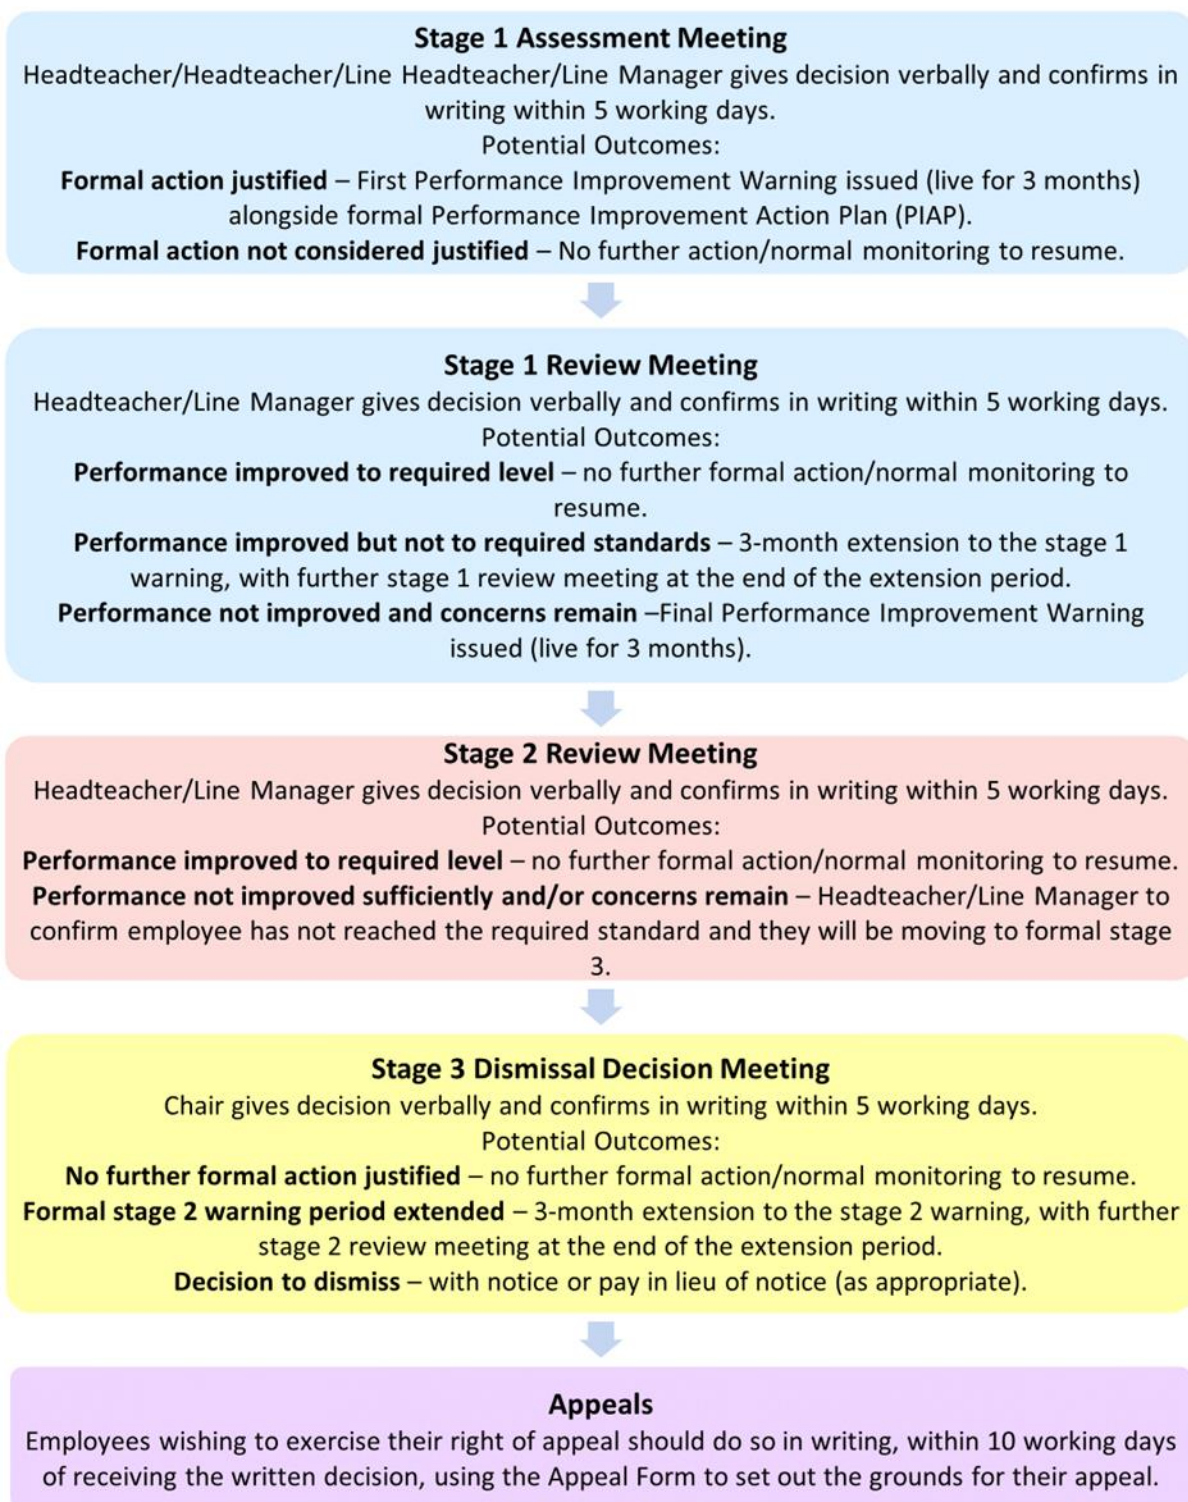 Stage 1 Assessment Meeting
Headteacher/Headteacher/Line Headteacher/Line Manager gives decision verbally and confirms in
writing within 5 working days.
Potential Outcomes:
Formal action justified – First Performance Improvement Warning issued (live for 3 months)
alongside formal Performance Improvement Action Plan (PIAP).
Formal action not considered justified – No further action/normal monitoring to resume.
Stage 1 Review Meeting
Headteacher/Line Manager gives decision verbally and confirms in writing within 5 working days.
Potential Outcomes:
Performance improved to required level – no further formal action/normal monitoring to
resume.
Performance improved but not to required standards – 3-month extension to the stage 1
warning, with further stage 1 review meeting at the end of the extension period.
Performance not improved and concerns remain –Final Performance Improvement Warning
issued (live for 3 months).
Stage 2 Review Meeting
Headteacher/Line Manager gives decision verbally and confirms in writing within 5 working days.
Potential Outcomes:
Performance improved to required level – no further formal action/normal monitoring to resume.
Performance not improved sufficiently and/or concerns remain – Headteacher/Line Manager to
confirm employee has not reached the required standard and they will be moving to formal stage
3.
Stage 3 Dismissal Decision Meeting
Chair gives decision verbally and confirms in writing within 5 working days.
Potential Outcomes:
No further formal action justified – no further formal action/normal monitoring to resume.
Formal stage 2 warning period extended – 3-month extension to the stage 2 warning, with further
stage 2 review meeting at the end of the extension period.
Decision to dismiss – with notice or pay in lieu of notice (as appropriate).
Appeals
Employees wishing to exercise their right of appeal should do so in writing, within 10 working days
of receiving the written decision, using the Appeal Form to set out the grounds for their appeal.